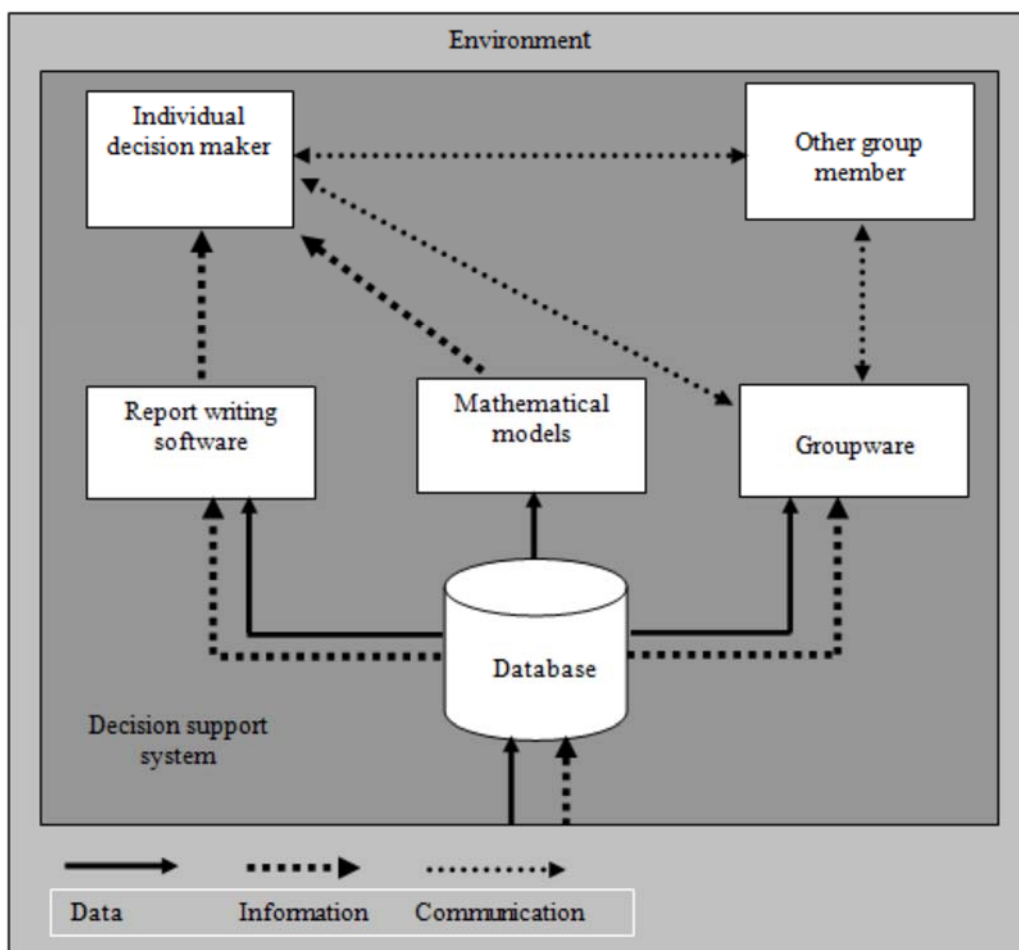 Environment
Individual
decision maker
Other group
member
Report writing
software
Mathematical
models
Groupware
Database
Decision support
system
Data Information Communication